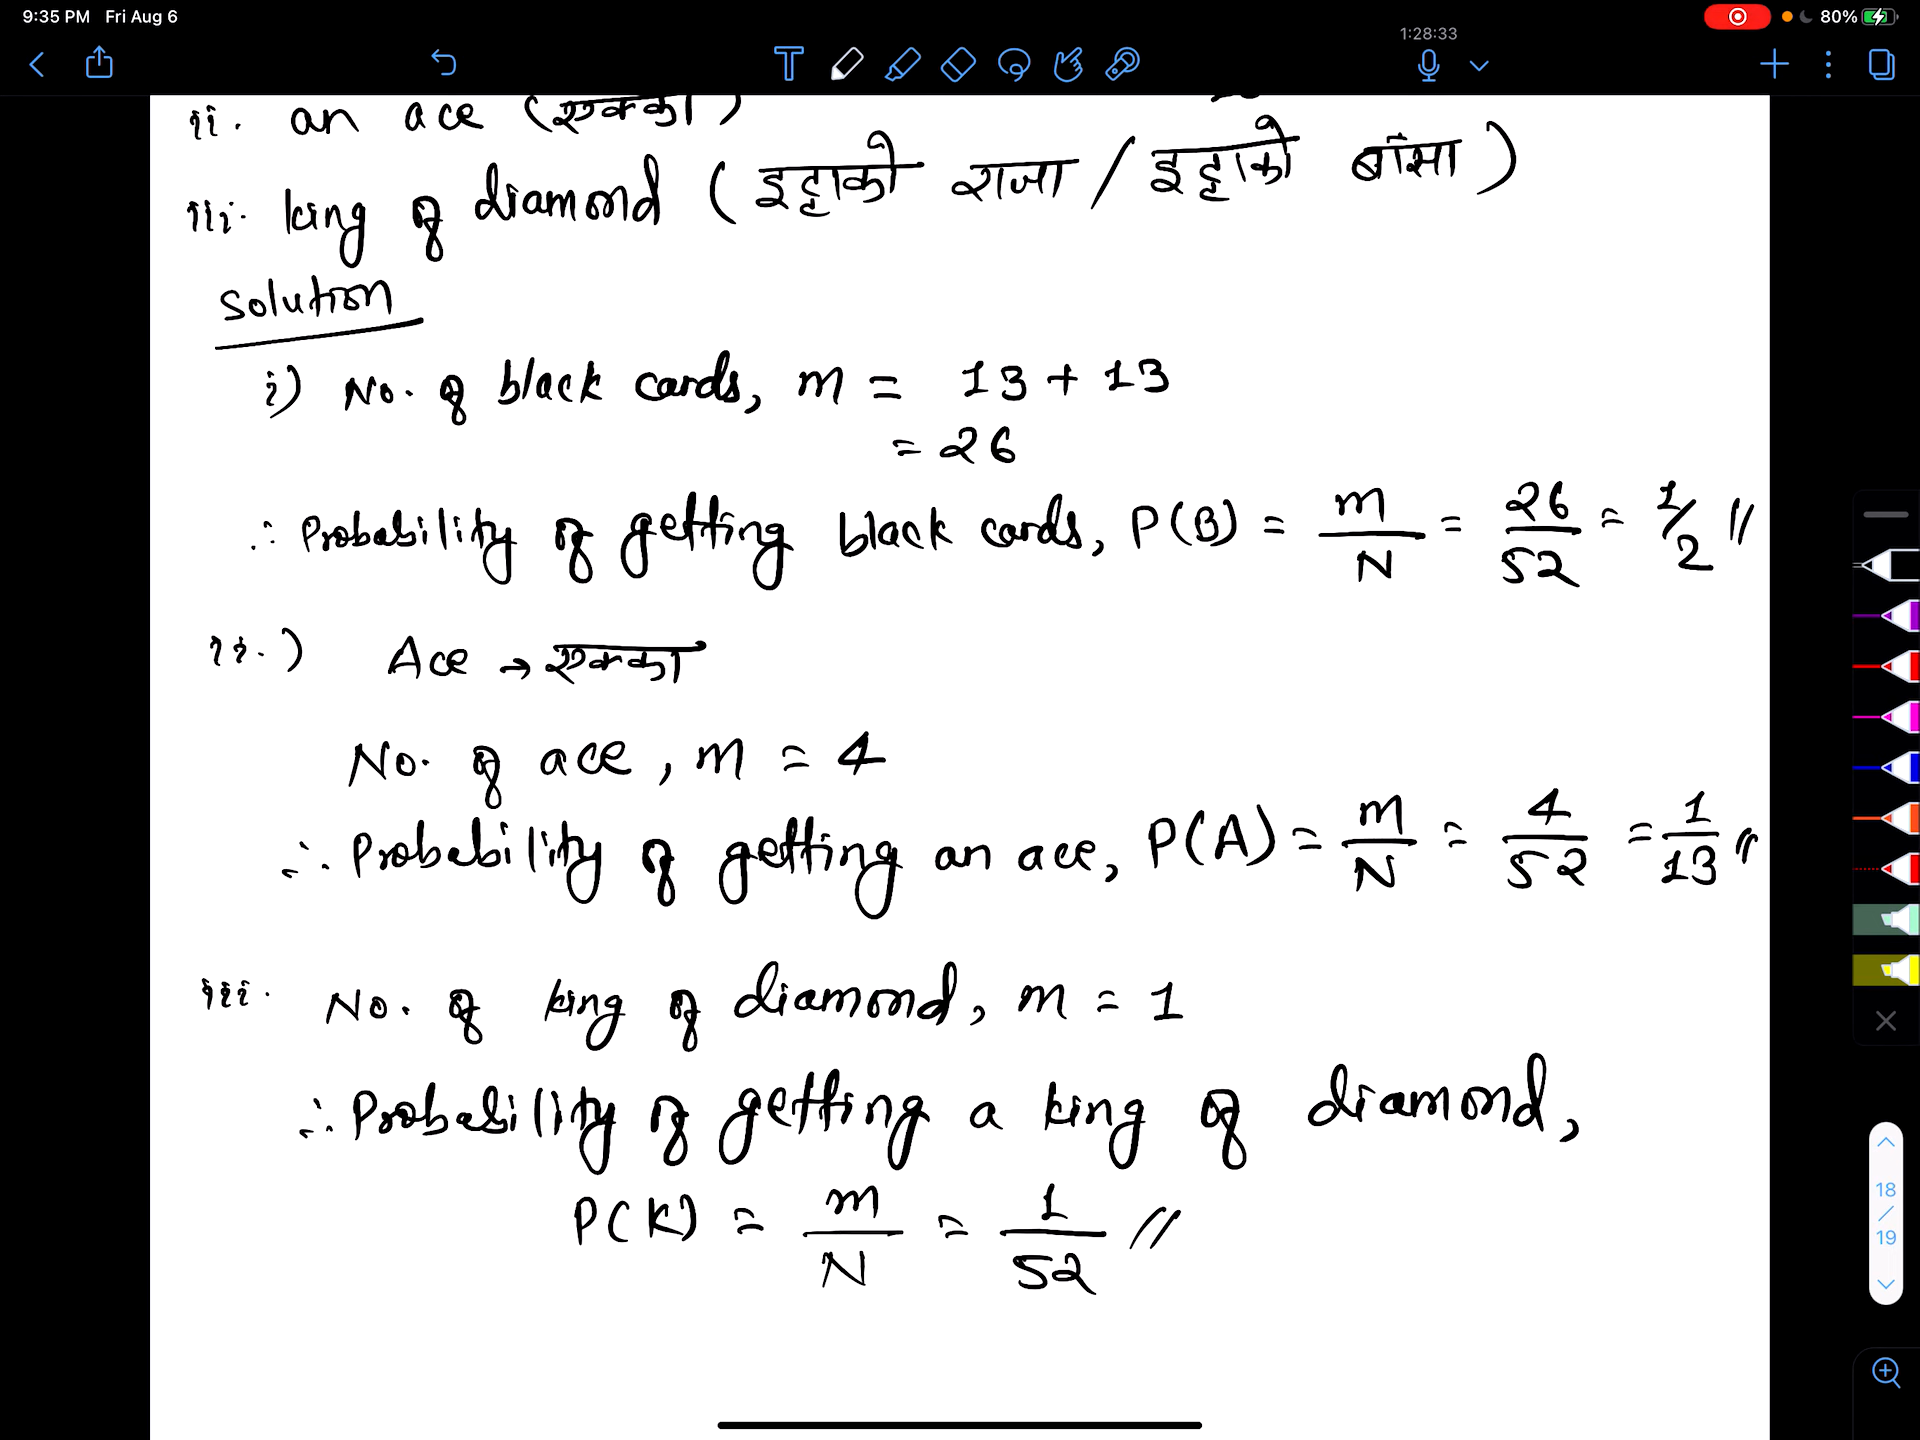 9:35 PM Fri Aug 6
80%
1:28:33
ii. an ace (एक्का)
iii. king of diamond (इट्टाको राजा / इट्टाको बाँसा)
Solution
i) No. of black cards, m = 13 + 13
= 26
∴ Probability of getting black cards, P(B) = m/N = 26/52 = 1/2 //
ii.) Ace → एक्का
No. of ace, m = 4
∴ Probability of getting an ace, P(A) = m/N = 4/52 = 1/13 //
iii. No. of king of diamond, m = 1
∴ Probability of getting a king of diamond,
P(K) = m/N = 1/52 //
18
/
19